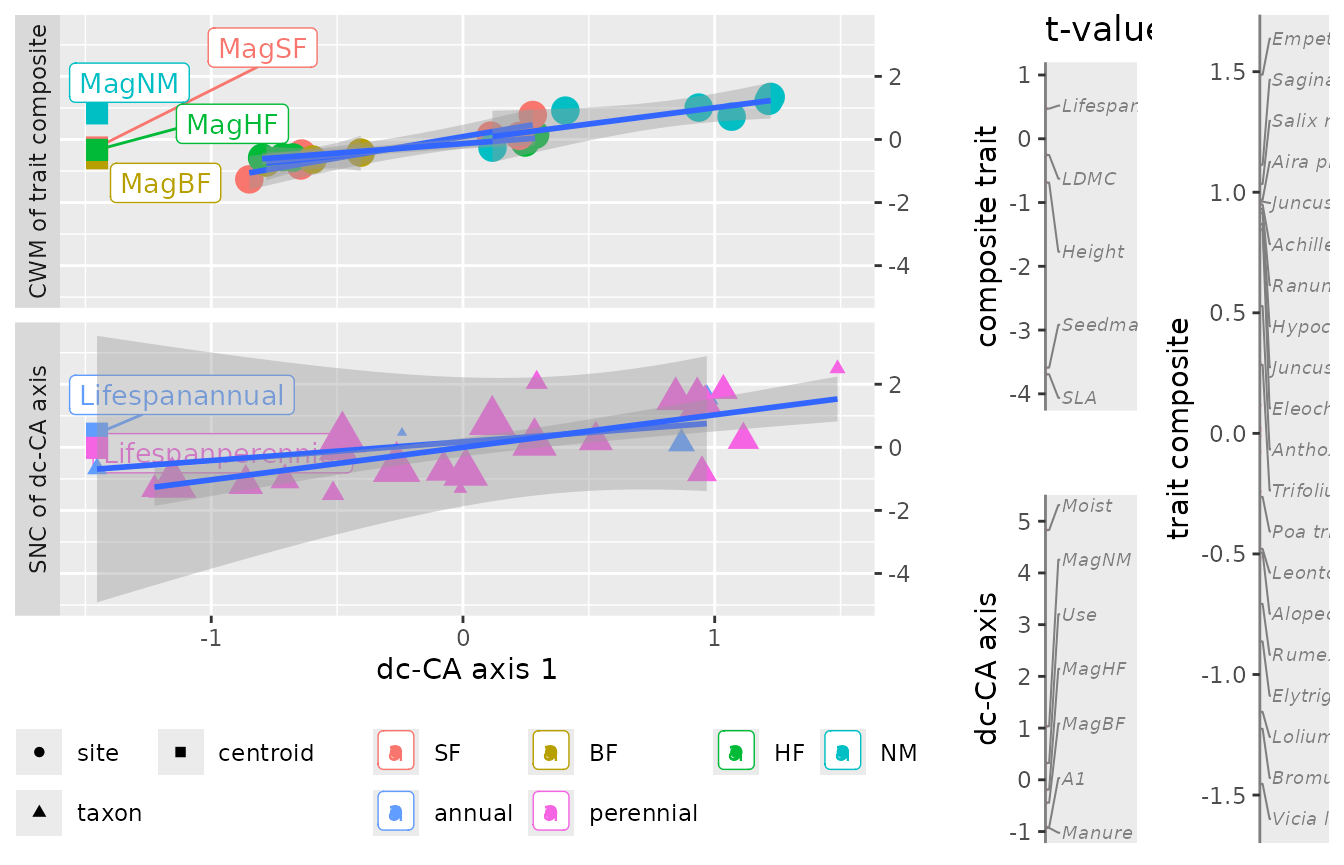 CWM of trait composite
MagSF
MagNM
MagHF
MagBF
2
0
-2
-4
SNC of dc-CA axis
Lifespanannual
Lifespanperennial
2
0
-2
-4
-1
0
1
dc-CA axis 1
site
centroid
SF
BF
HF
NM
taxon
annual
perennial
t-value
composite trait
1
0
-1
-2
-3
-4
Lifespan
LDMC
Height
Seedma
SLA
dc-CA axis
5
4
3
2
1
0
-1
Moist
MagNM
Use
MagHF
MagBF
A1
Manure
trait composite
1.5
1.0
0.5
0.0
-0.5
-1.0
-1.5
Empet
Sagina
Salix r
Aira p
Juncus
Achille
Ranun
Hypoc
Juncus
Eleoch
Antho
Trifoliu
Poa tri
Leonto
Alopec
Rume
Elytrig
Lolium
Bromu
Vicia l